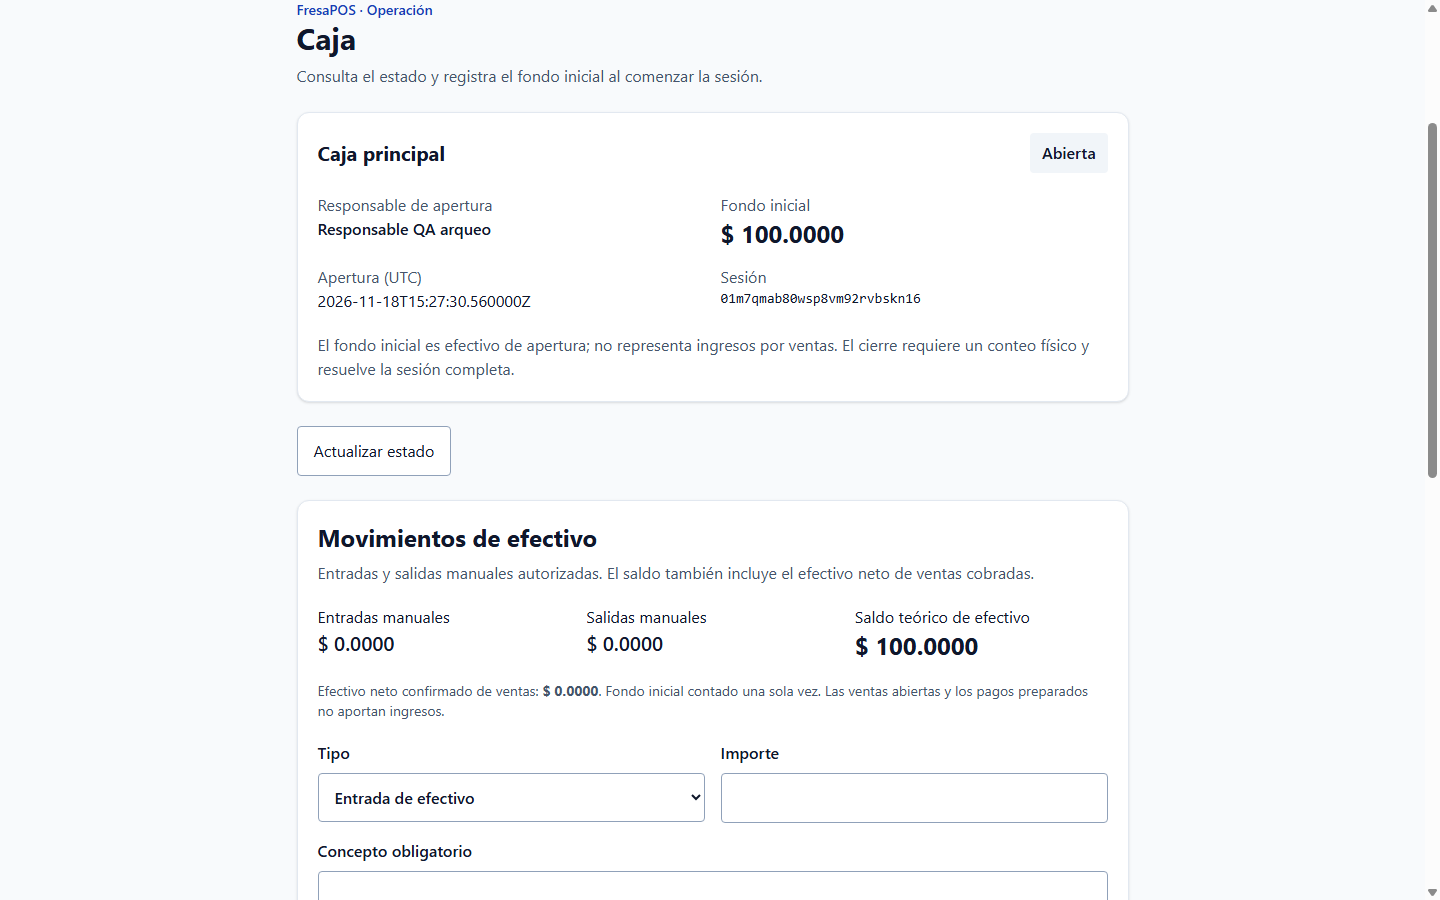 FresaPOS · Operación
Caja
Consulta el estado y registra el fondo inicial al comenzar la sesión.
Caja principal
Abierta
Responsable de apertura
Responsable QA arqueo
Fondo inicial
$ 100.0000
Apertura (UTC)
2026-11-18T15:27:30.560000Z
Sesión
01m7qmab80wsp8vm92rvbskn16
El fondo inicial es efectivo de apertura; no representa ingresos por ventas. El cierre requiere un conteo físico y
resuelve la sesión completa.
Actualizar estado
Movimientos de efectivo
Entradas y salidas manuales autorizadas. El saldo también incluye el efectivo neto de ventas cobradas.
Entradas manuales
$ 0.0000
Salidas manuales
$ 0.0000
Saldo teórico de efectivo
$ 100.0000
Efectivo neto confirmado de ventas: $ 0.0000. Fondo inicial contado una sola vez. Las ventas abiertas y los pagos preparados
no aportan ingresos.
Tipo
Entrada de efectivo
Importe
Concepto obligatorio